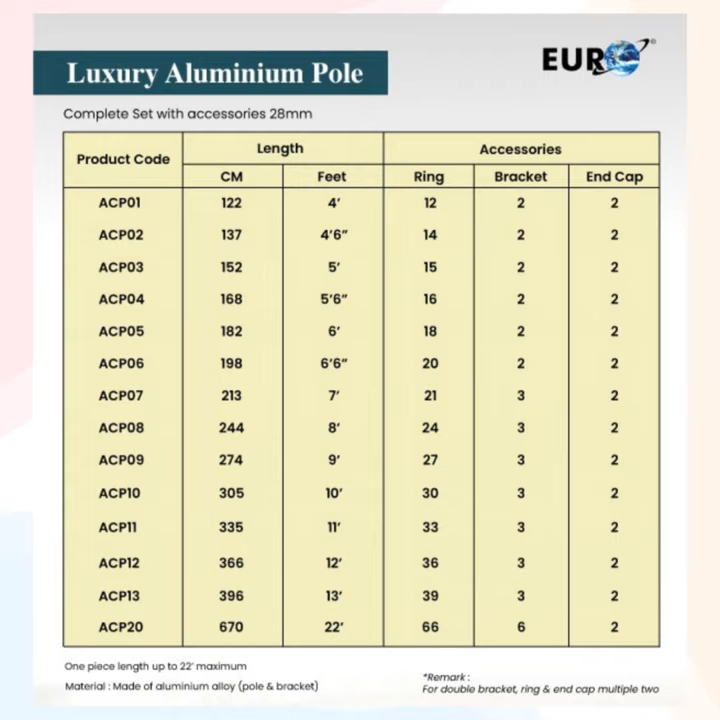 EURO
Luxury Aluminium Pole
Complete Set with accessories 28mm
Product Code Length Accessories
CM Feet Ring Bracket End Cap
ACP01 122 4' 12 2 2
ACP02 137 4'6" 14 2 2
ACP03 152 5' 15 2 2
ACP04 168 5'6" 16 2 2
ACP05 182 6' 18 2 2
ACP06 198 6'6" 20 2 2
ACP07 213 7' 21 3 2
ACP08 244 8' 24 3 2
ACP09 274 9' 27 3 2
ACP10 305 10' 30 3 2
ACP11 335 11' 33 3 2
ACP12 366 12' 36 3 2
ACP13 396 13' 39 3 2
ACP20 670 22' 66 6 2
One piece length up to 22' maximum
Material : Made of aluminium alloy (pole & bracket)
*Remark :
For double bracket, ring & end cap multiple two